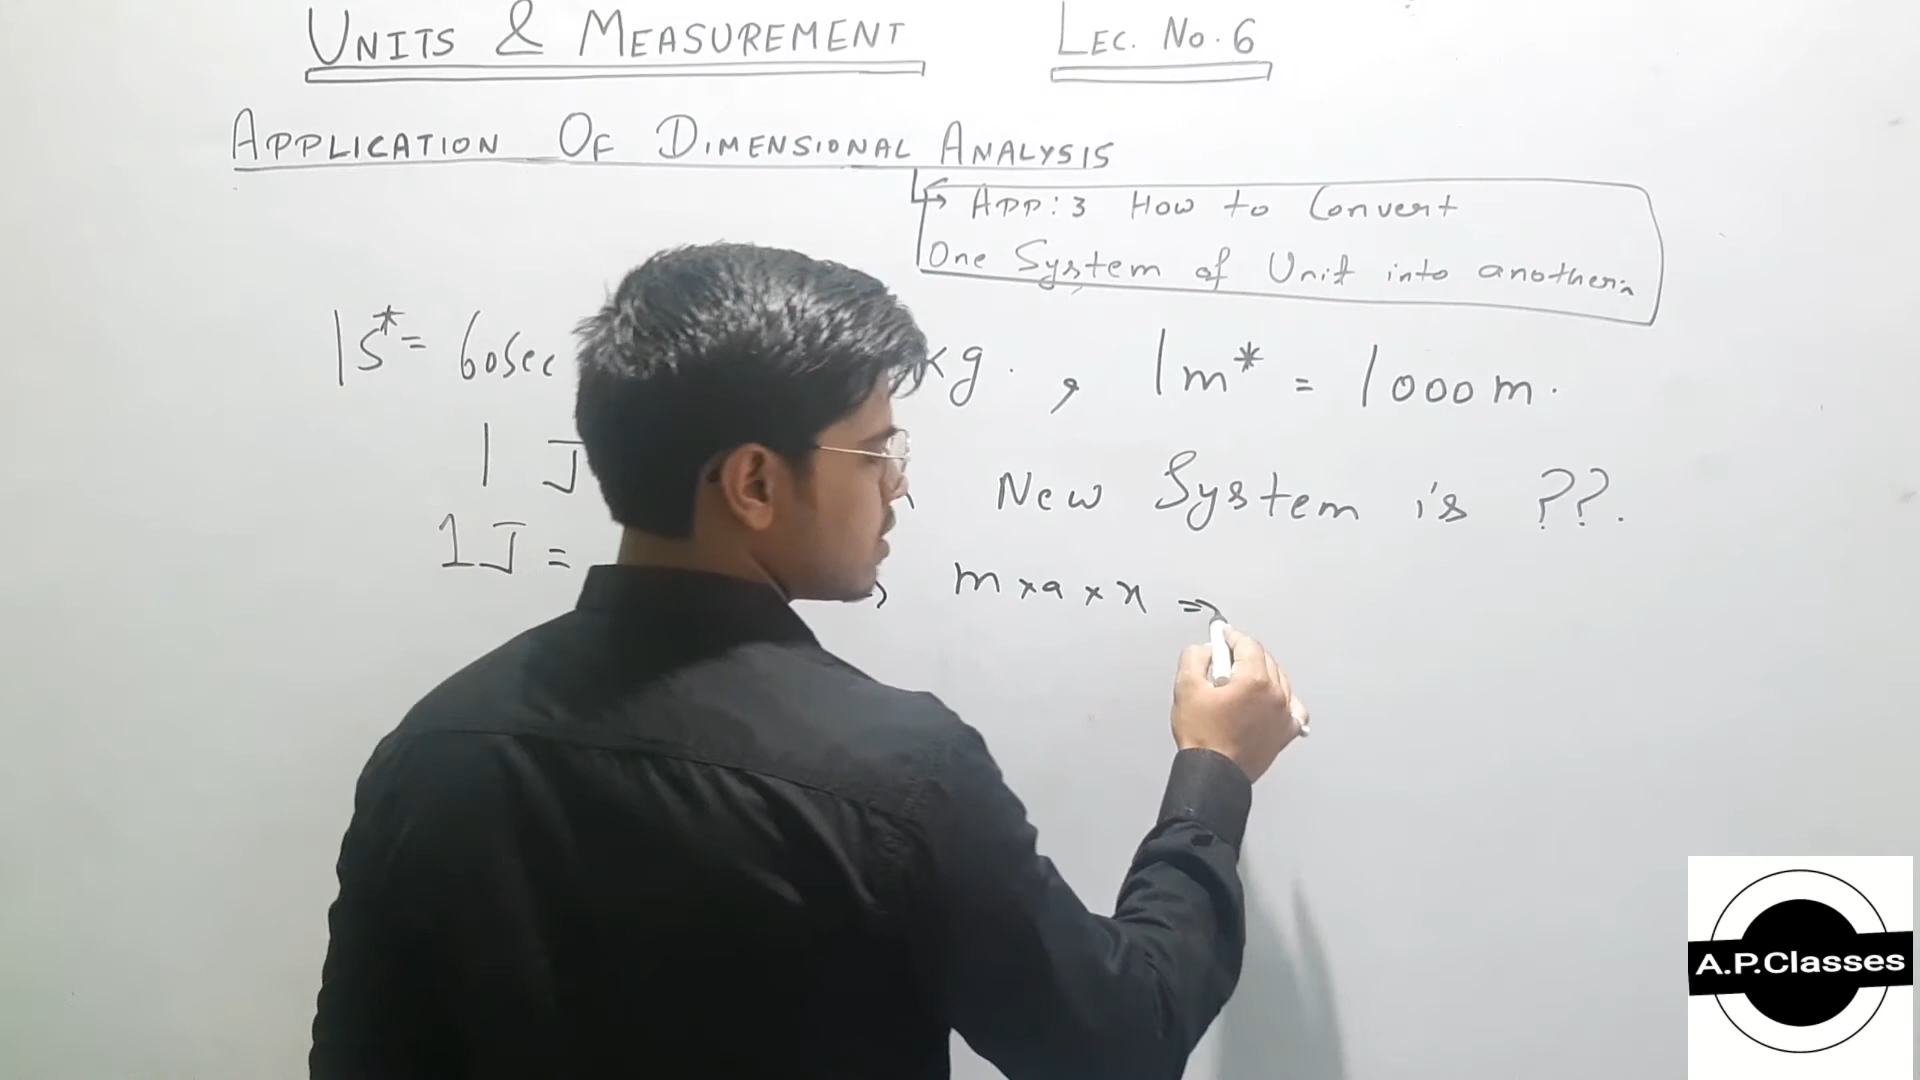 UNITS & MEASUREMENT LEC. No. 6
APPLICATION OF DIMENSIONAL ANALYSIS
APP: 3 How to Convert
One System of Unit into another:-
1s* = 60sec kg. , 1m* = 1000m.
1 J New System is ??.
1J = m × a × x ⇒
A.P.Classes